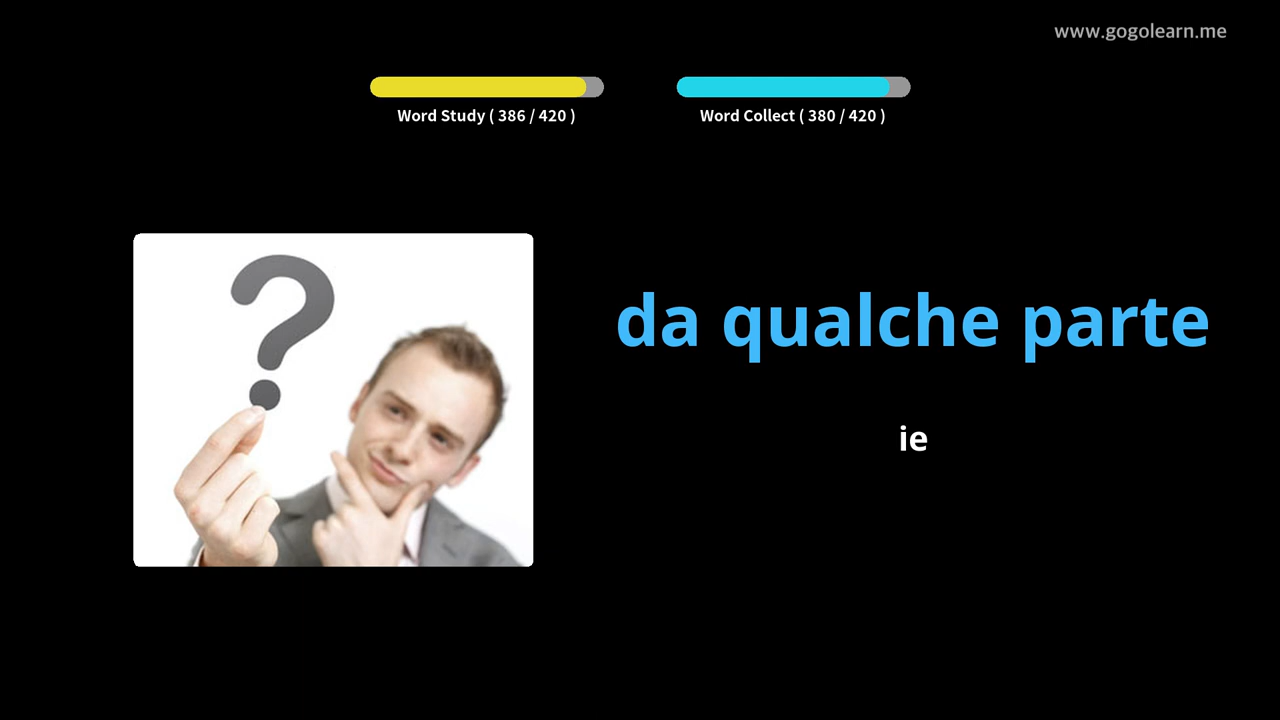 www.gogolearn.me
Word Study ( 386 / 420 )
Word Collect ( 380 / 420 )
da qualche parte
ie